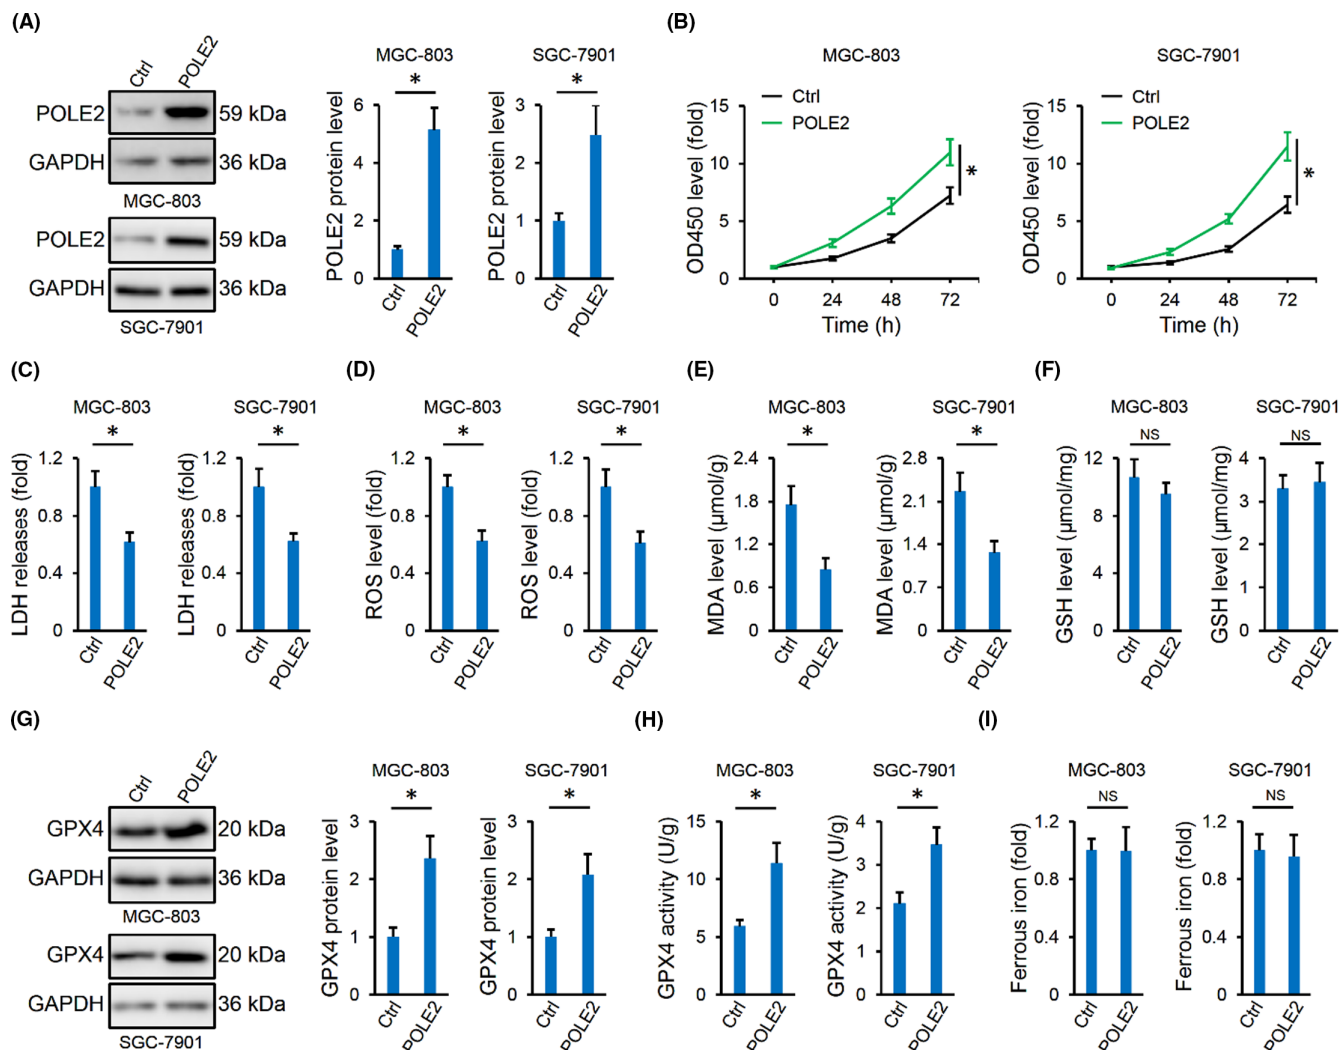 (A)
Ctrl
POLE2
POLE2
59 kDa
GAPDH
36 kDa
MGC-803
POLE2
59 kDa
GAPDH
36 kDa
SGC-7901
MGC-803
*
POLE2 protein level
6
4
2
0
Ctrl
POLE2
SGC-7901
*
POLE2 protein level
3
2
1
0
Ctrl
POLE2
(B)
MGC-803
OD450 level (fold)
15
10
5
0
Ctrl
POLE2
*
0 24 48 72
Time (h)
SGC-7901
OD450 level (fold)
15
10
5
0
Ctrl
POLE2
*
0 24 48 72
Time (h)
(C)
MGC-803
*
LDH releases (fold)
1.2
0.8
0.4
0
Ctrl
POLE2
SGC-7901
*
LDH releases (fold)
1.2
0.8
0.4
0
Ctrl
POLE2
(D)
MGC-803
*
ROS level (fold)
1.2
0.8
0.4
0
Ctrl
POLE2
SGC-7901
*
ROS level (fold)
1.2
0.8
0.4
0
Ctrl
POLE2
(E)
MGC-803
*
MDA level (μmol/g)
2.4
1.8
1.2
0.6
0
Ctrl
POLE2
SGC-7901
*
MDA level (μmol/g)
2.8
2.1
1.4
0.7
0
Ctrl
POLE2
(F)
MGC-803
NS
GSH level (μmol/mg)
12
8
4
0
Ctrl
POLE2
SGC-7901
NS
GSH level (μmol/mg)
4
3
2
1
0
Ctrl
POLE2
(G)
Ctrl
POLE2
GPX4
20 kDa
GAPDH
36 kDa
MGC-803
GPX4
20 kDa
GAPDH
36 kDa
SGC-7901
MGC-803
*
GPX4 protein level
3
2
1
0
Ctrl
POLE2
SGC-7901
*
GPX4 protein level
3
2
1
0
Ctrl
POLE2
(H)
MGC-803
*
GPX4 activity (U/g)
15
10
5
0
Ctrl
POLE2
SGC-7901
*
GPX4 activity (U/g)
4
3
2
1
0
Ctrl
POLE2
(I)
MGC-803
NS
Ferrous iron (fold)
1.2
0.8
0.4
0
Ctrl
POLE2
SGC-7901
NS
Ferrous iron (fold)
1.2
0.8
0.4
0
Ctrl
POLE2